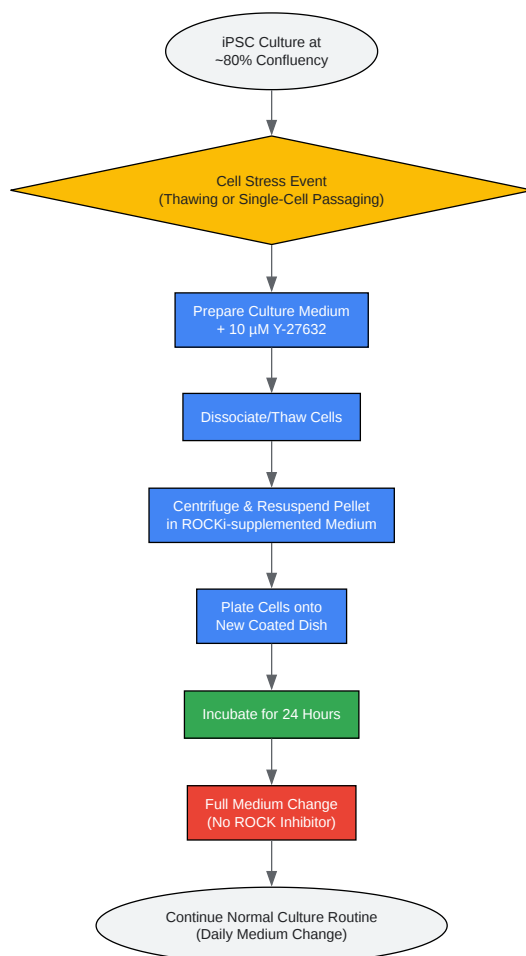 iPSC Culture at
~80% Confluency
Cell Stress Event
(Thawing or Single-Cell Passaging)
Prepare Culture Medium
+ 10 µM Y-27632
Dissociate/Thaw Cells
Centrifuge & Resuspend Pellet
in ROCKi-supplemented Medium
Plate Cells onto
New Coated Dish
Incubate for 24 Hours
Full Medium Change
(No ROCK Inhibitor)
Continue Normal Culture Routine
(Daily Medium Change)